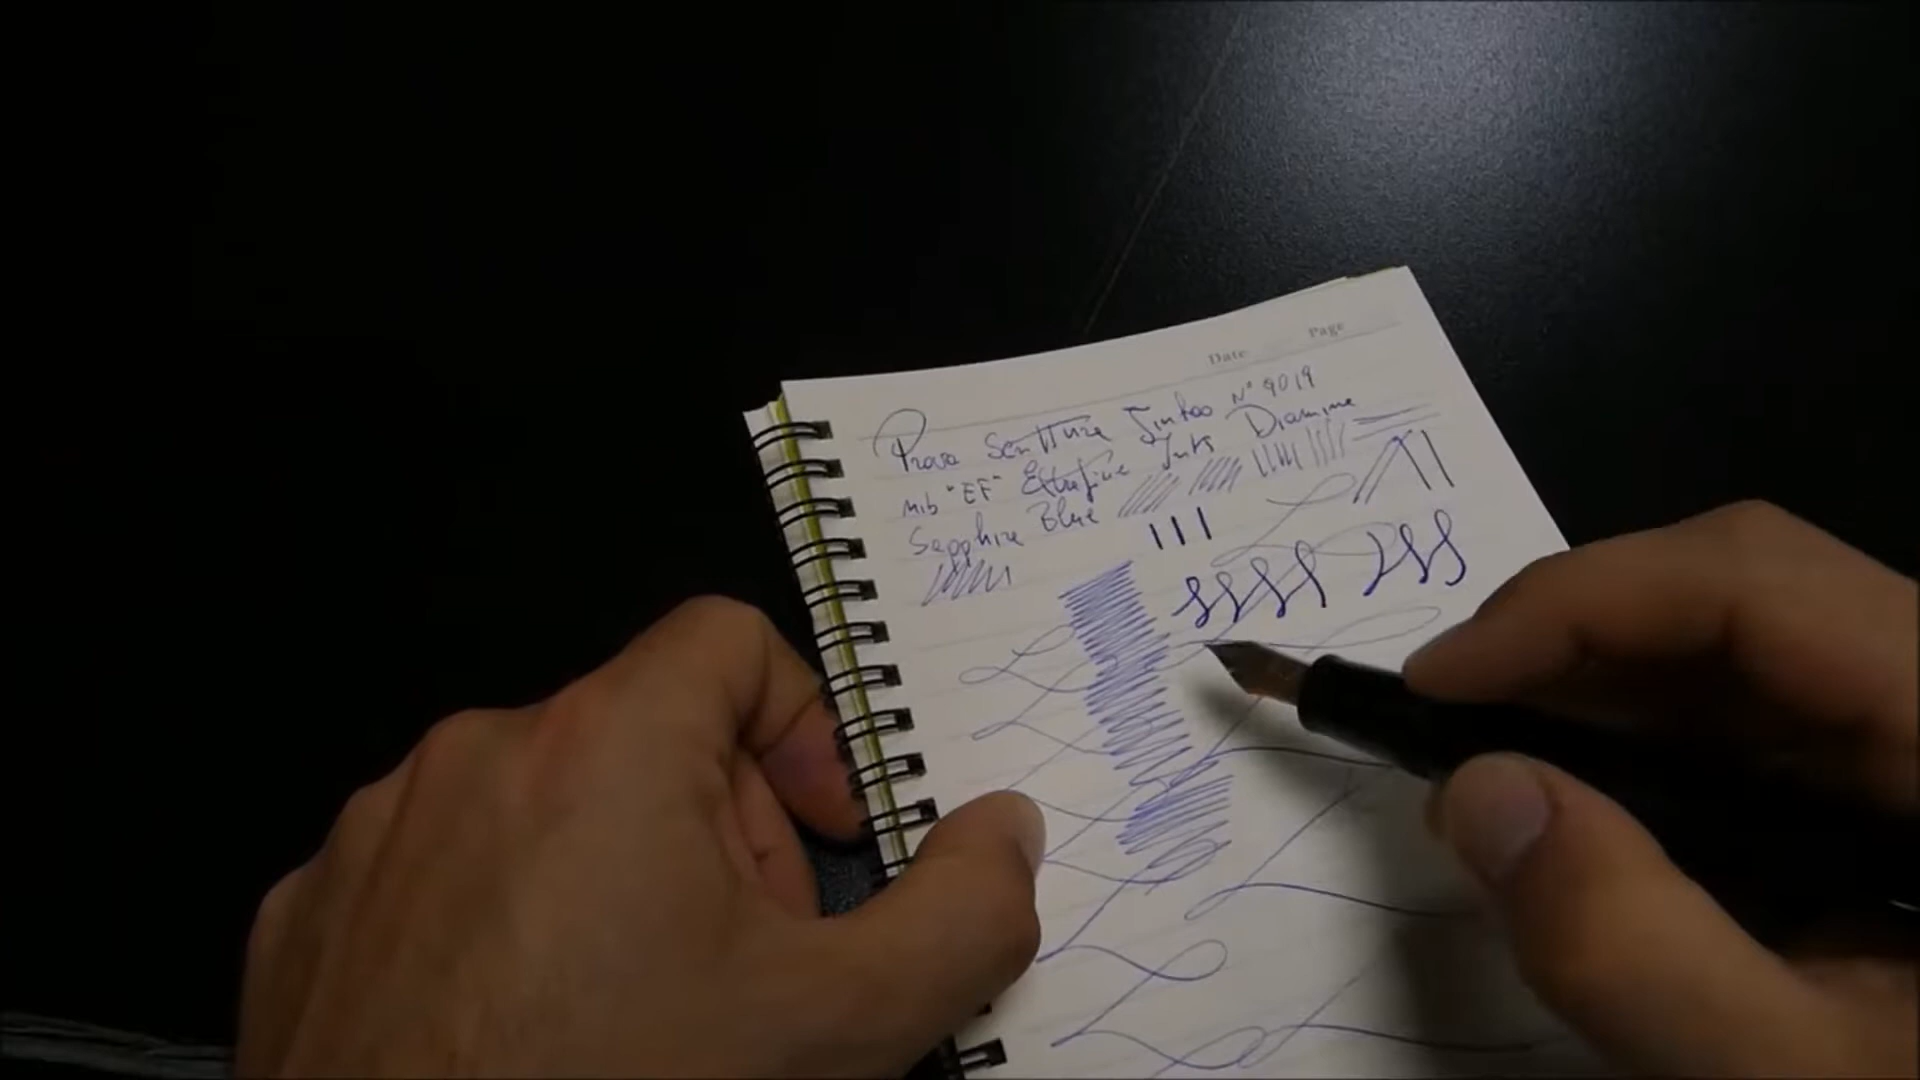 Date Page
Prova Scrittura Jinhao N° 9019
nib "EF" Extrafine Inks Diamine
Sapphire Blue